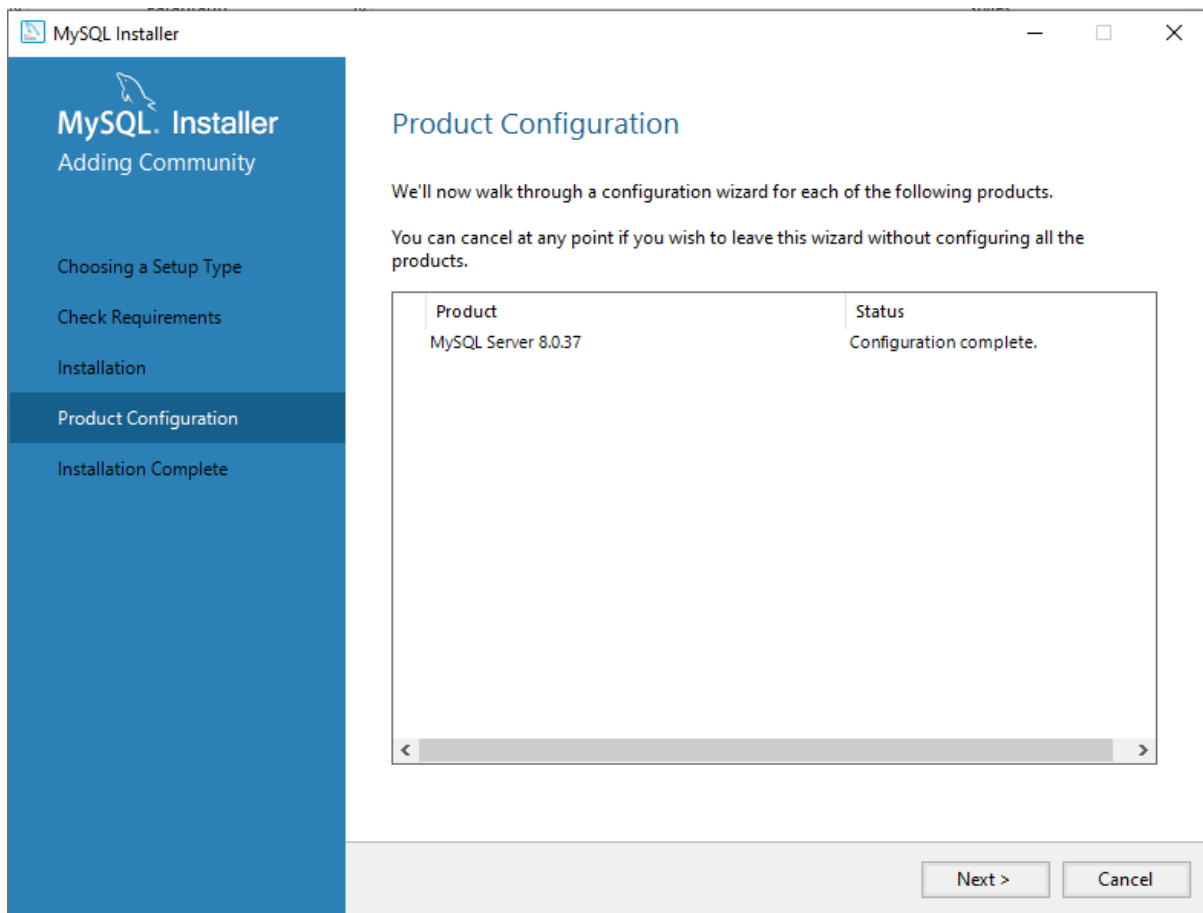 MySQL Installer
MySQL. Installer
Adding Community
Choosing a Setup Type
Check Requirements
Installation
Product Configuration
Installation Complete
Product Configuration
We'll now walk through a configuration wizard for each of the following products.
You can cancel at any point if you wish to leave this wizard without configuring all the
products.
Product Status
MySQL Server 8.0.37 Configuration complete.
Next >
Cancel